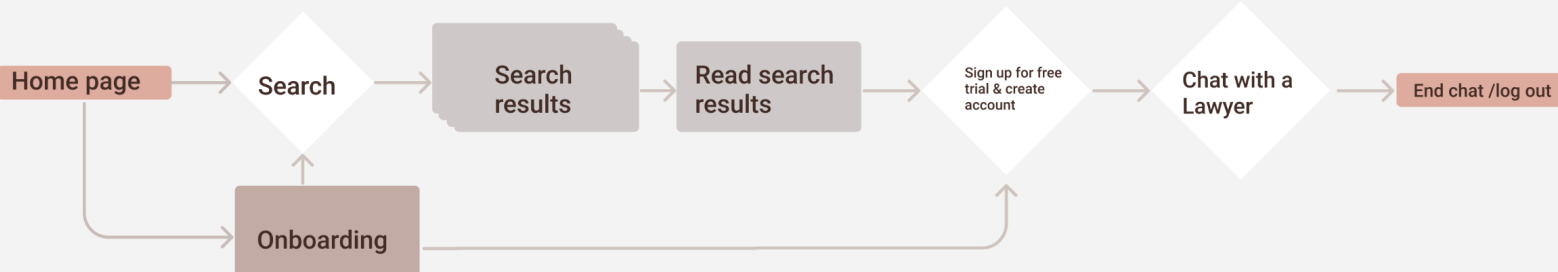 Home page
Search
Search
results
Read search
results
Sign up for free
trial & create
account
Chat with a
Lawyer
End chat /log out
Onboarding